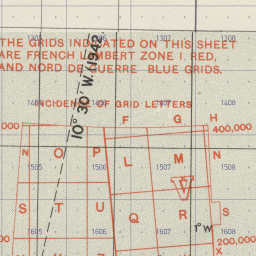 1305 1307 1308
THE GRIDS INDICATED ON THIS SHEET
ARE FRENCH LAMBERT ZONE I, RED,
AND NORD DE GUERRE BLUE GRIDS.
10° 30' W. (1942
INCIDENCE OF GRID LETTERS
1408
F G H
000 400,000
N O P L M N
1505 1506 1507 1508
V
S T U Q R S
1605 1606 1607 1608
1° W
00 200,000
X